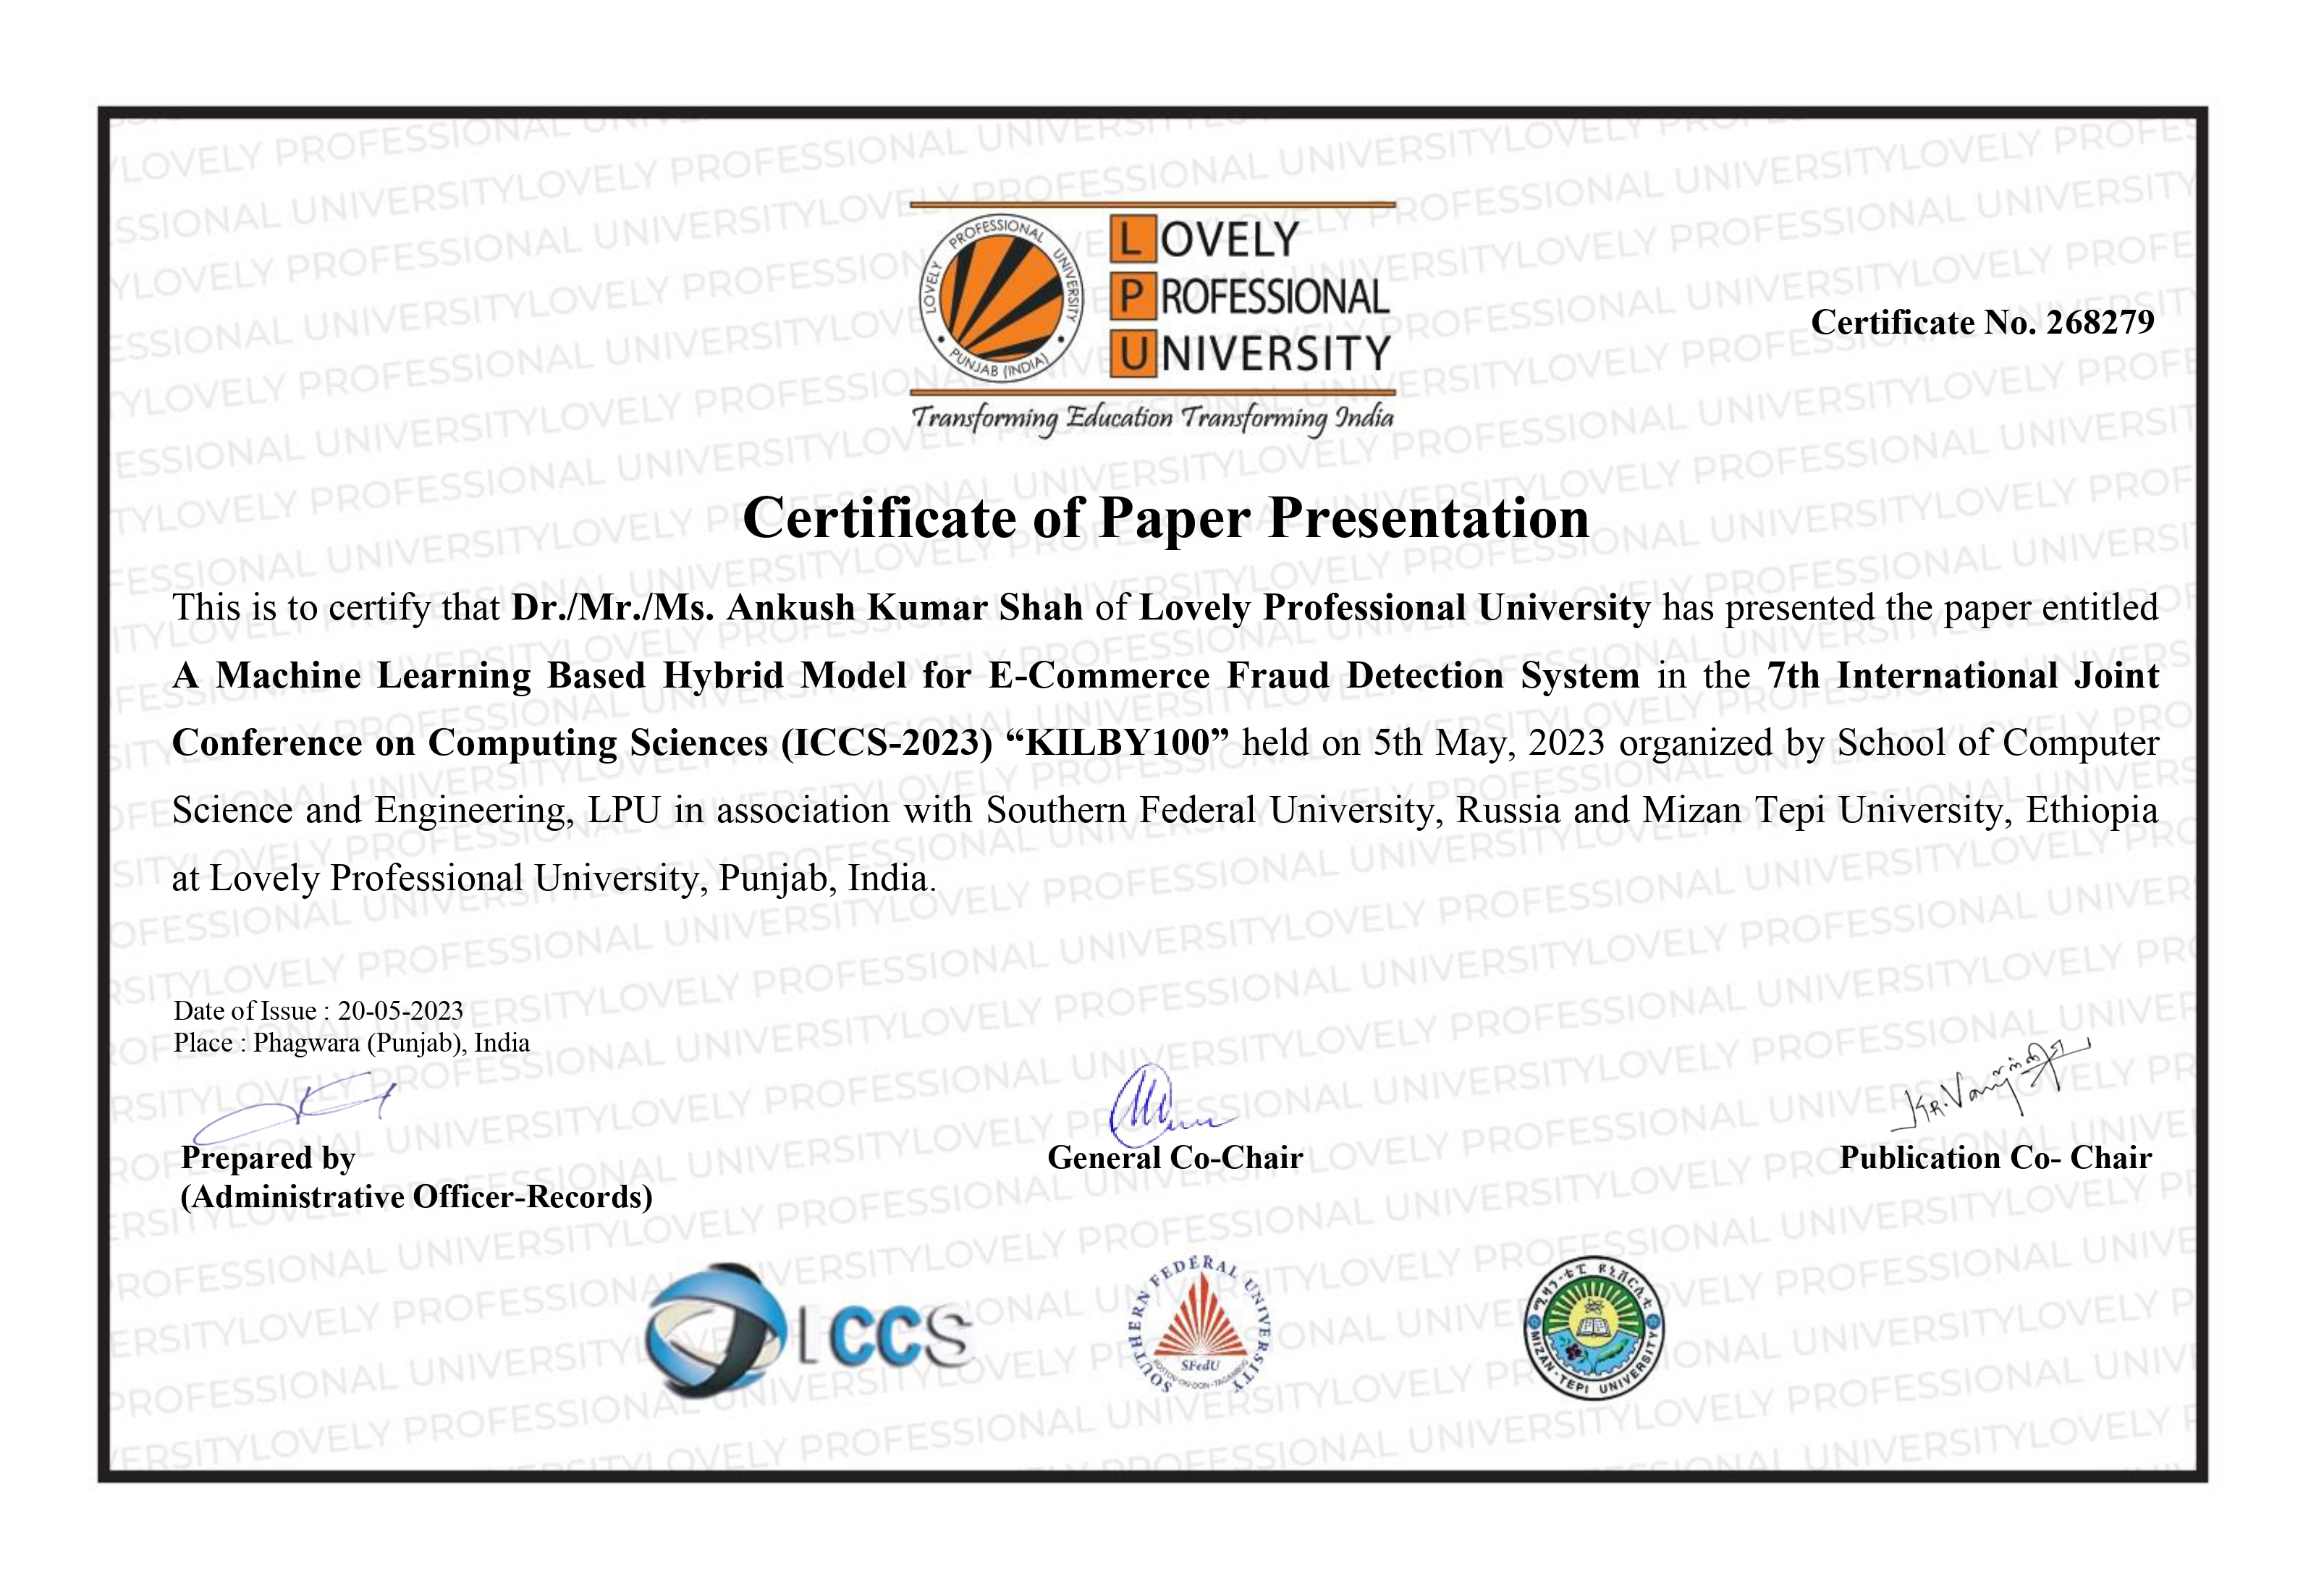 LOVELY PROFESSIONAL UNIVERSITY
PUNJAB (INDIA)
LOVELY
PROFESSIONAL
UNIVERSITY
Transforming Education Transforming India
Certificate No. 268279
Certificate of Paper Presentation
This is to certify that Dr./Mr./Ms. Ankush Kumar Shah of Lovely Professional University has presented the paper entitled
A Machine Learning Based Hybrid Model for E-Commerce Fraud Detection System in the 7th International Joint
Conference on Computing Sciences (ICCS-2023) “KILBY100” held on 5th May, 2023 organized by School of Computer
Science and Engineering, LPU in association with Southern Federal University, Russia and Mizan Tepi University, Ethiopia
at Lovely Professional University, Punjab, India.
Date of Issue : 20-05-2023
Place : Phagwara (Punjab), India
Prepared by
(Administrative Officer-Records)
General Co-Chair
Publication Co- Chair
ICCS
SOUTHERN FEDERAL UNIVERSITY
SFedU
ሚዛን-ቴፒ ዩኒቨርሲቲ
MIZAN-TEPI UNIVERSITY